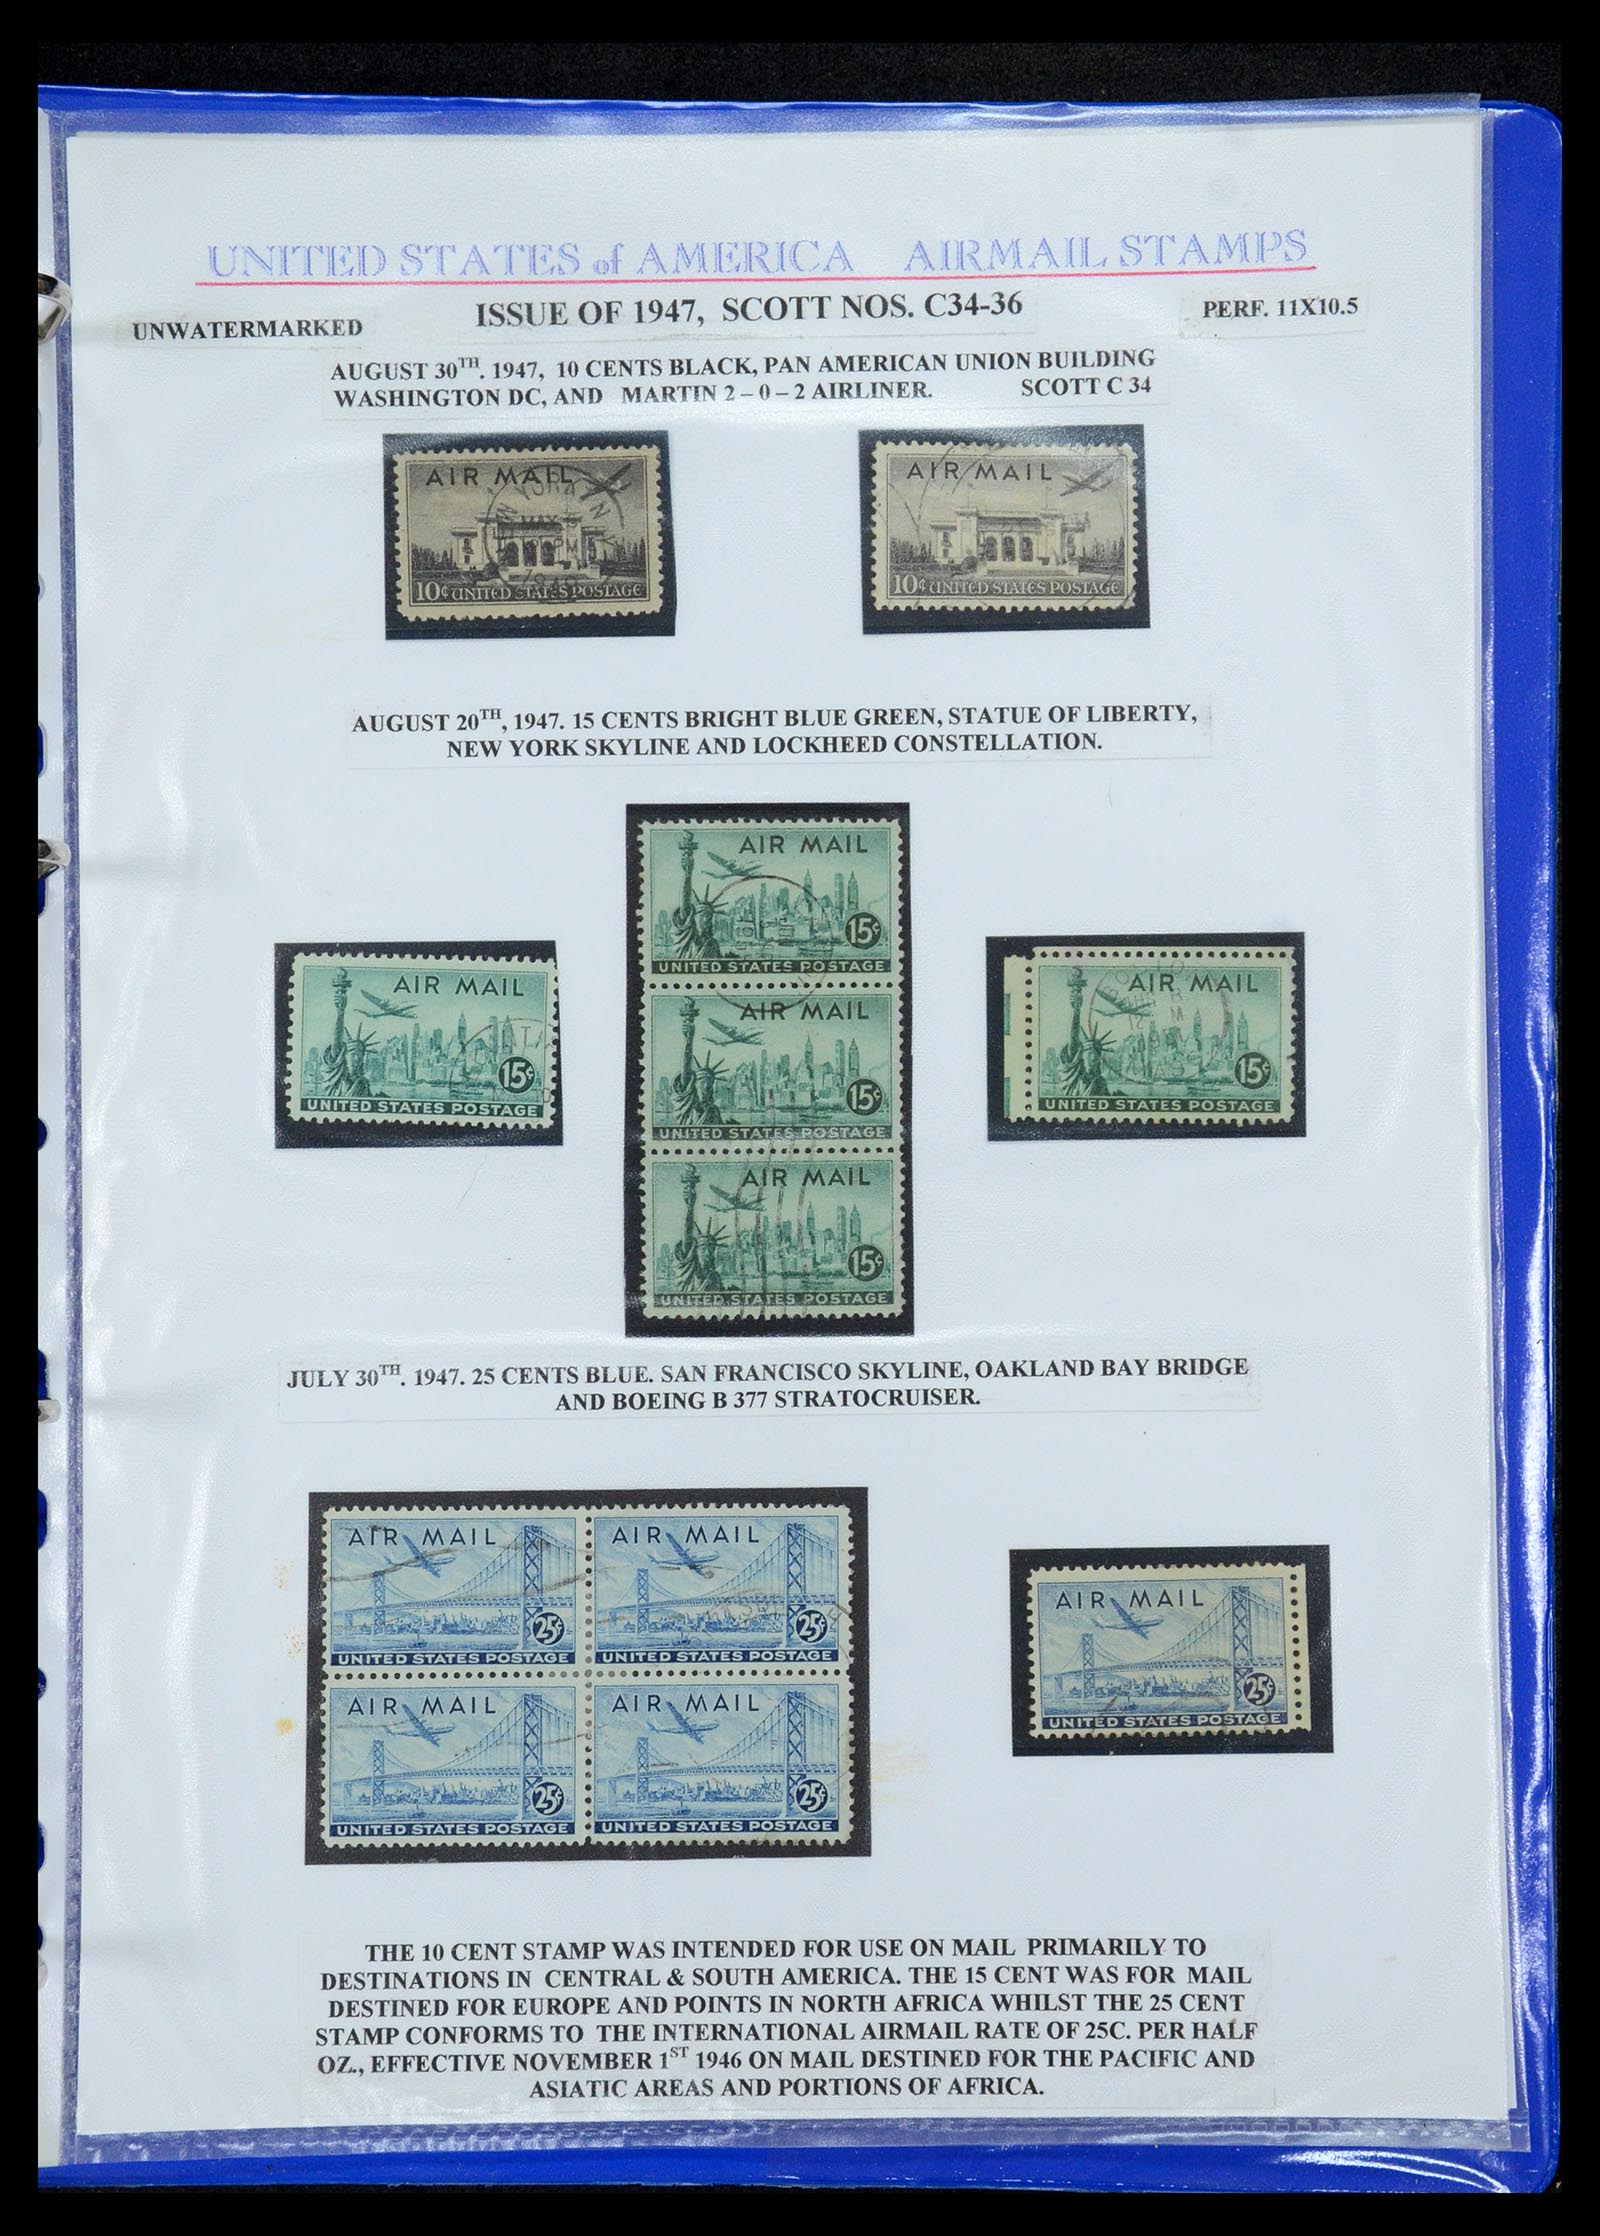 UNITED STATES of AMERICA AIRMAIL STAMPS
UNWATERMARKED
ISSUE OF 1947, SCOTT NOS. C34-36
PERF. 11X10.5
AUGUST 30TH. 1947, 10 CENTS BLACK, PAN AMERICAN UNION BUILDING
WASHINGTON DC, AND MARTIN 2 – 0 – 2 AIRLINER. SCOTT C 34
AIR MAIL
10¢ UNITED STATES POSTAGE
AIR MAIL
10¢ UNITED STATES POSTAGE
AUGUST 20TH, 1947. 15 CENTS BRIGHT BLUE GREEN, STATUE OF LIBERTY,
NEW YORK SKYLINE AND LOCKHEED CONSTELLATION.
AIR MAIL
15¢
UNITED STATES POSTAGE
AIR MAIL
15¢
UNITED STATES POSTAGE
AIR MAIL
15¢
UNITED STATES POSTAGE
AIR MAIL
15¢
UNITED STATES POSTAGE
AIR MAIL
15¢
UNITED STATES POSTAGE
JULY 30TH. 1947. 25 CENTS BLUE. SAN FRANCISCO SKYLINE, OAKLAND BAY BRIDGE
AND BOEING B 377 STRATOCRUISER.
AIR MAIL
25¢
UNITED STATES POSTAGE
AIR MAIL
25¢
UNITED STATES POSTAGE
AIR MAIL
25¢
UNITED STATES POSTAGE
AIR MAIL
25¢
UNITED STATES POSTAGE
AIR MAIL
25¢
UNITED STATES POSTAGE
THE 10 CENT STAMP WAS INTENDED FOR USE ON MAIL PRIMARILY TO
DESTINATIONS IN CENTRAL & SOUTH AMERICA. THE 15 CENT WAS FOR MAIL
DESTINED FOR EUROPE AND POINTS IN NORTH AFRICA WHILST THE 25 CENT
STAMP CONFORMS TO THE INTERNATIONAL AIRMAIL RATE OF 25C. PER HALF
OZ., EFFECTIVE NOVEMBER 1ST 1946 ON MAIL DESTINED FOR THE PACIFIC AND
ASIATIC AREAS AND PORTIONS OF AFRICA.